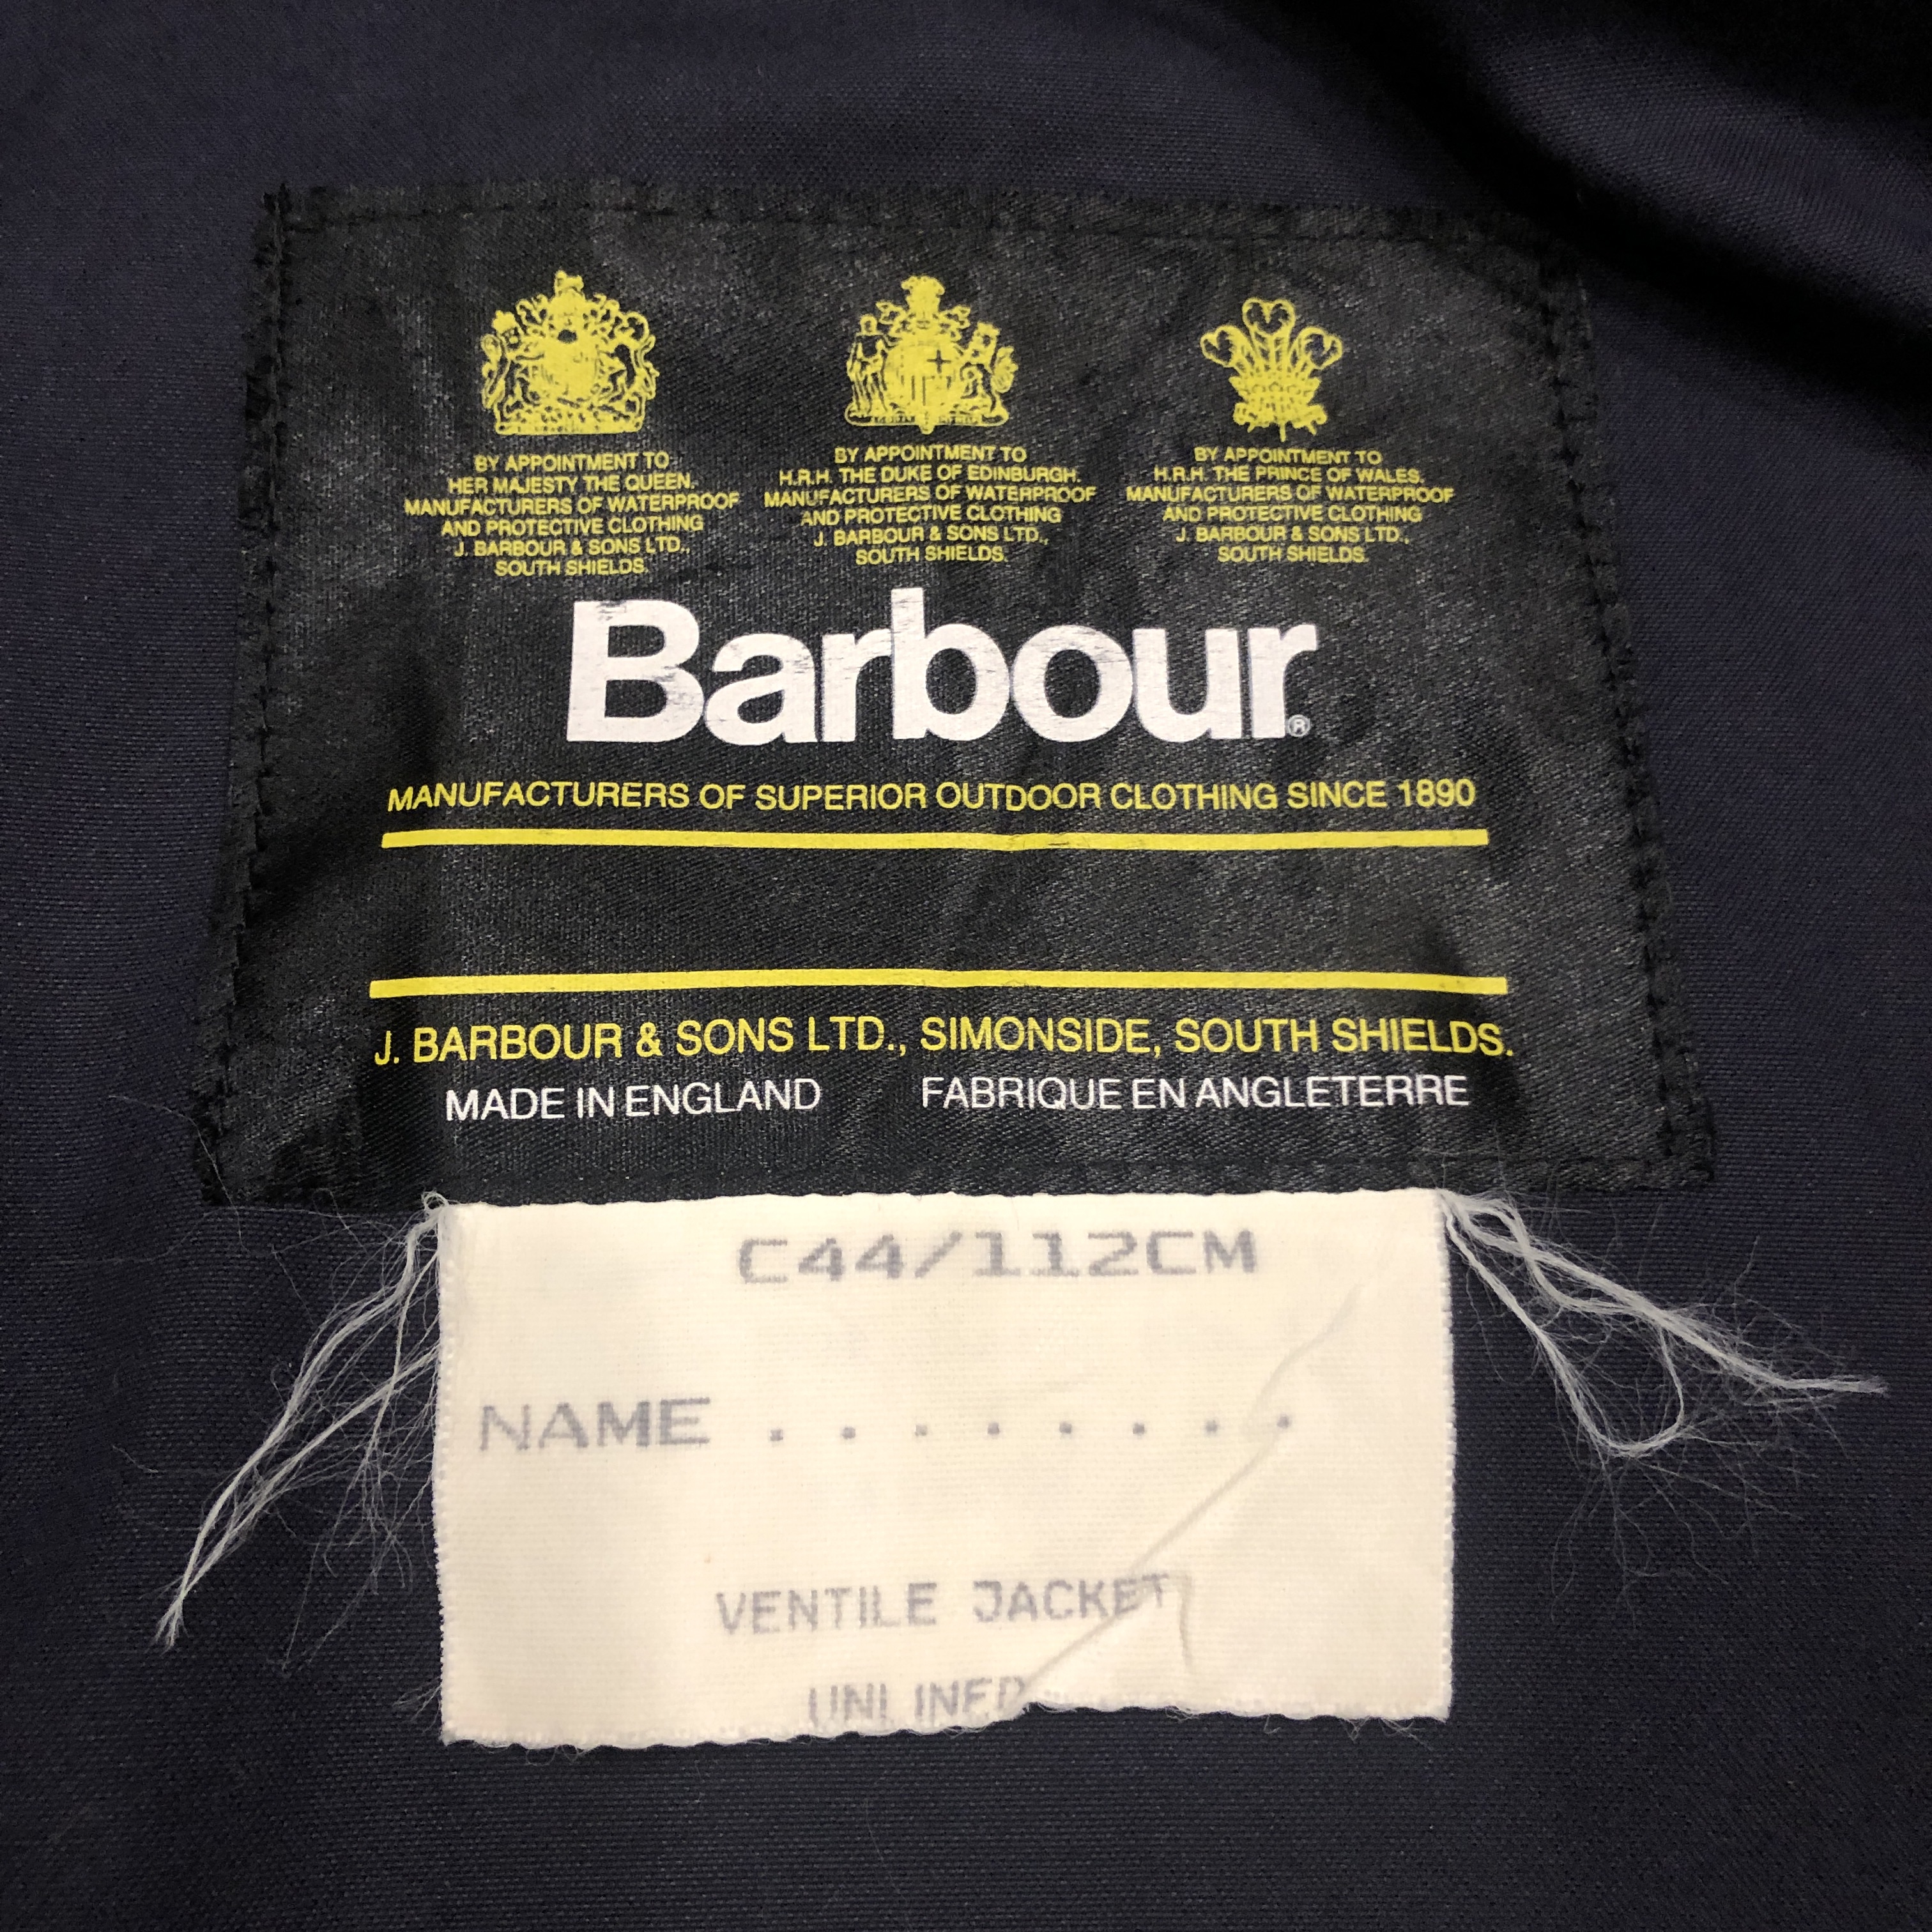 BY APPOINTMENT TO
HER MAJESTY THE QUEEN.
MANUFACTURERS OF WATERPROOF
AND PROTECTIVE CLOTHING
J. BARBOUR & SONS LTD.,
SOUTH SHIELDS.
BY APPOINTMENT TO
H.R.H. THE DUKE OF EDINBURGH.
MANUFACTURERS OF WATERPROOF
AND PROTECTIVE CLOTHING
J. BARBOUR & SONS LTD.,
SOUTH SHIELDS.
BY APPOINTMENT TO
H.R.H. THE PRINCE OF WALES.
MANUFACTURERS OF WATERPROOF
AND PROTECTIVE CLOTHING
J. BARBOUR & SONS LTD.,
SOUTH SHIELDS.
Barbour®
MANUFACTURERS OF SUPERIOR OUTDOOR CLOTHING SINCE 1890
J. BARBOUR & SONS LTD., SIMONSIDE, SOUTH SHIELDS.
MADE IN ENGLAND FABRIQUE EN ANGLETERRE
C44/112CM
NAME ........
VENTILE JACKET
UNLINED